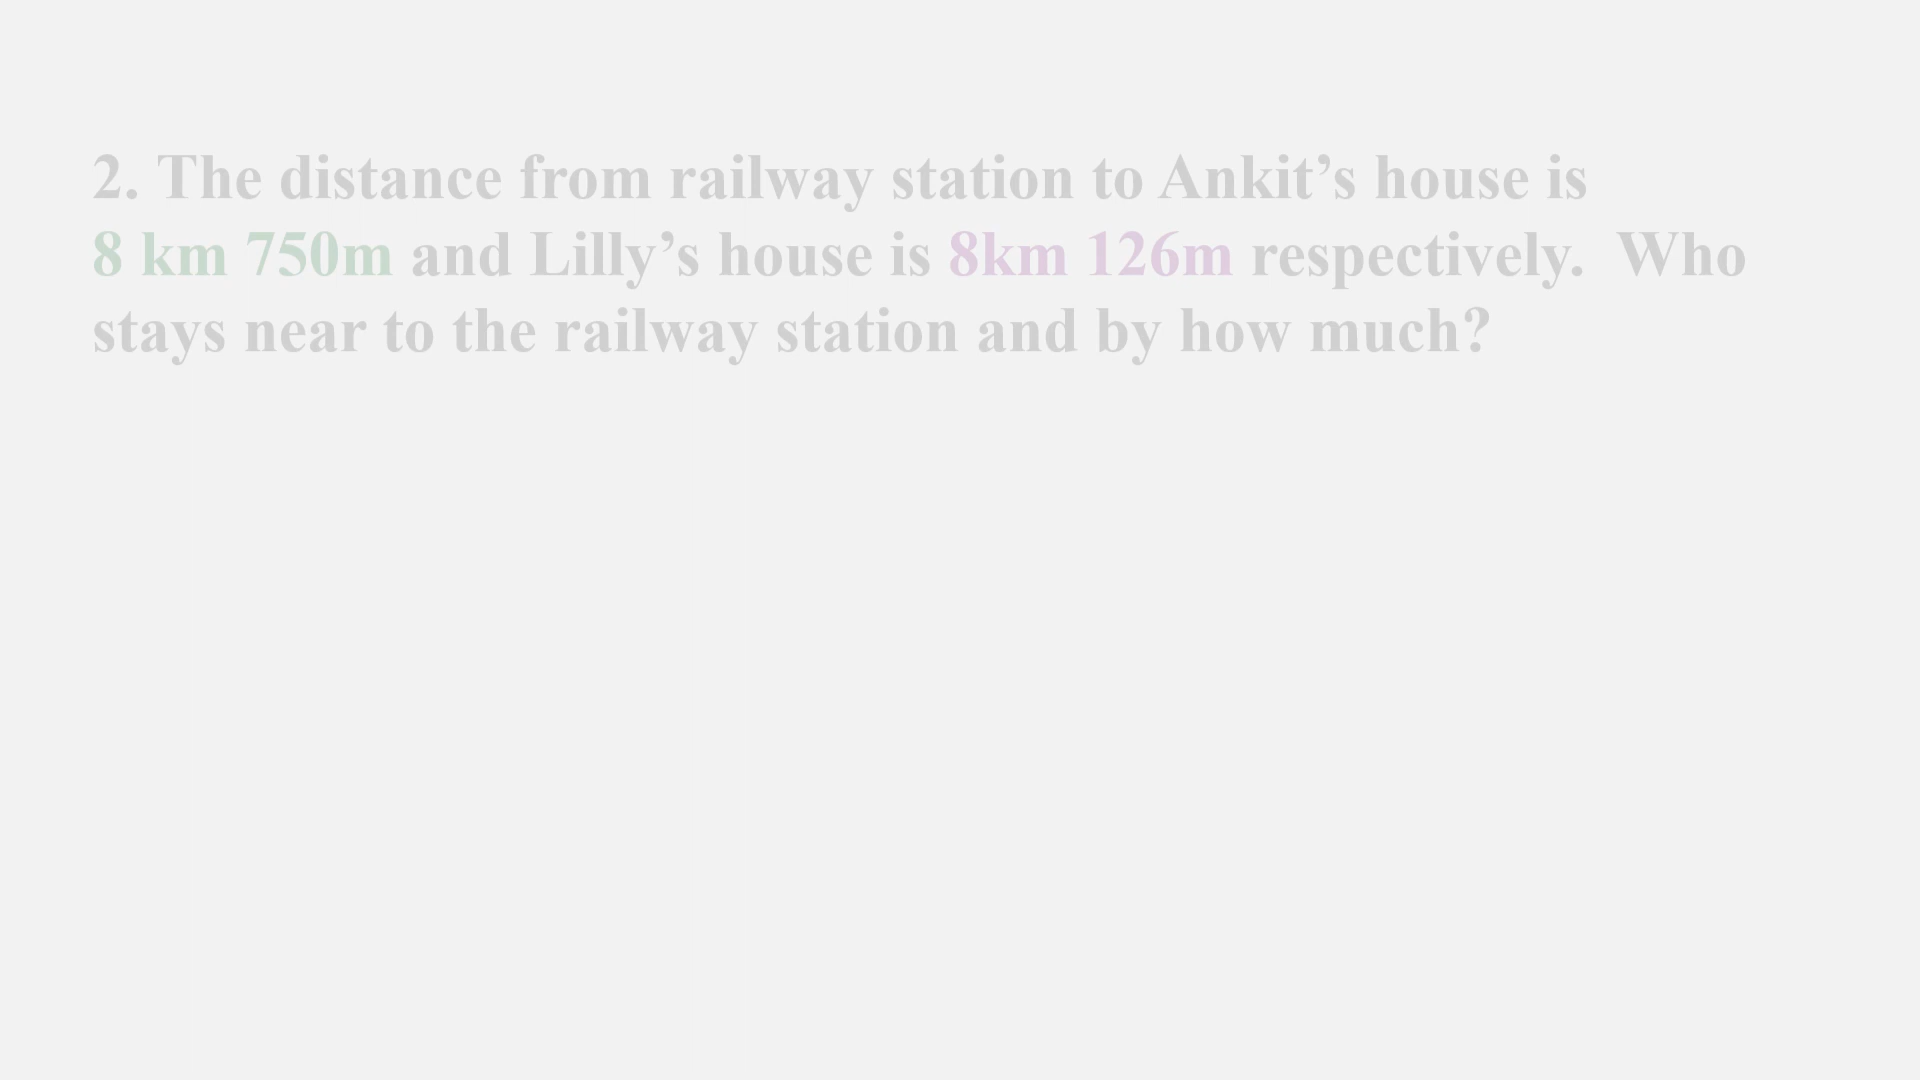 2. The distance from railway station to Ankit’s house is
8 km 750m and Lilly’s house is 8km 126m respectively.  Who
stays near to the railway station and by how much?